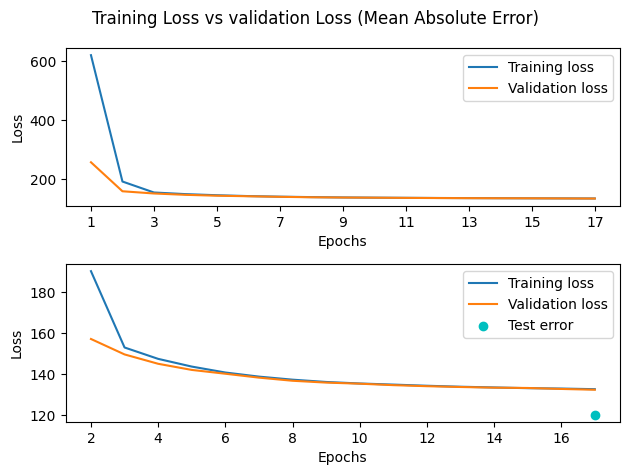 Training Loss vs validation Loss (Mean Absolute Error)
600
400
200
Loss
Training loss
Validation loss
1 3 5 7 9 11 13 15 17
Epochs
180
160
140
120
Loss
Training loss
Validation loss
Test error
2 4 6 8 10 12 14 16
Epochs